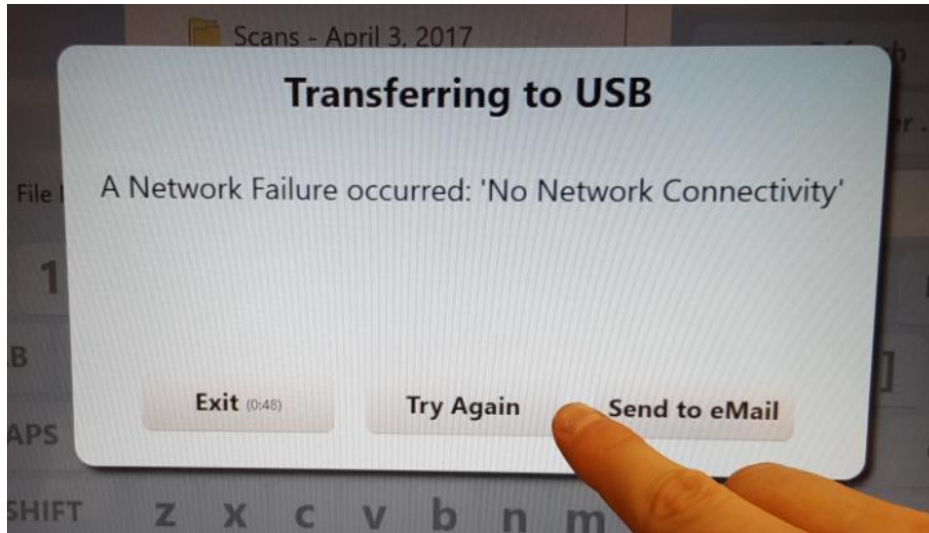 Scans - April 3, 2017
Transferring to USB
File
A Network Failure occurred: 'No Network Connectivity'
1
B
]
Exit (0:48)
Try Again
Send to eMail
APS
SHIFT z x c v b n m